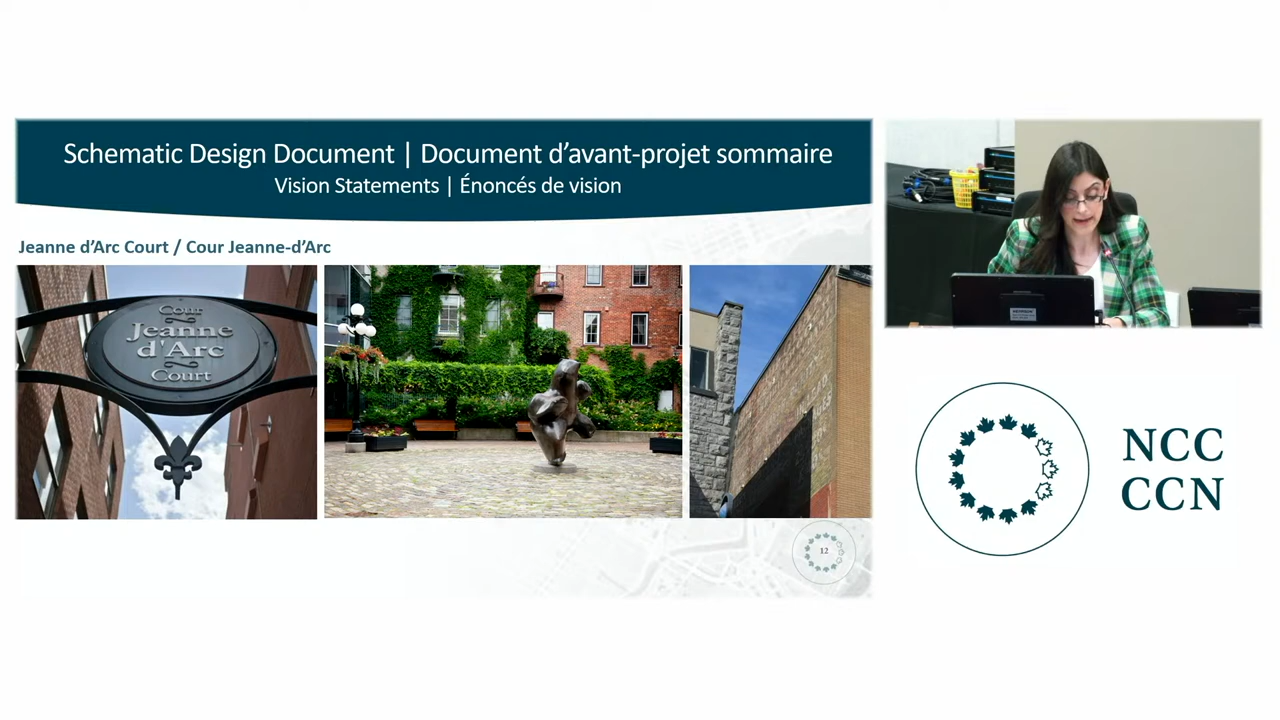 Schematic Design Document | Document d’avant-projet sommaire
Vision Statements | Énoncés de vision
Jeanne d’Arc Court / Cour Jeanne-d’Arc
Cour
Jeanne
d'Arc
Court
12
NCC
CCN